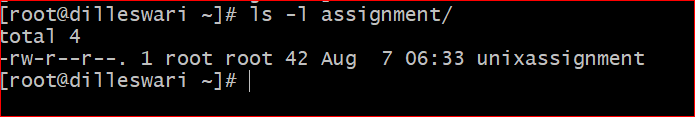 [root@dilleswari ~]# ls -l assignment/
total 4
-rw-r--r--. 1 root root 42 Aug  7 06:33 unixassignment
[root@dilleswari ~]#